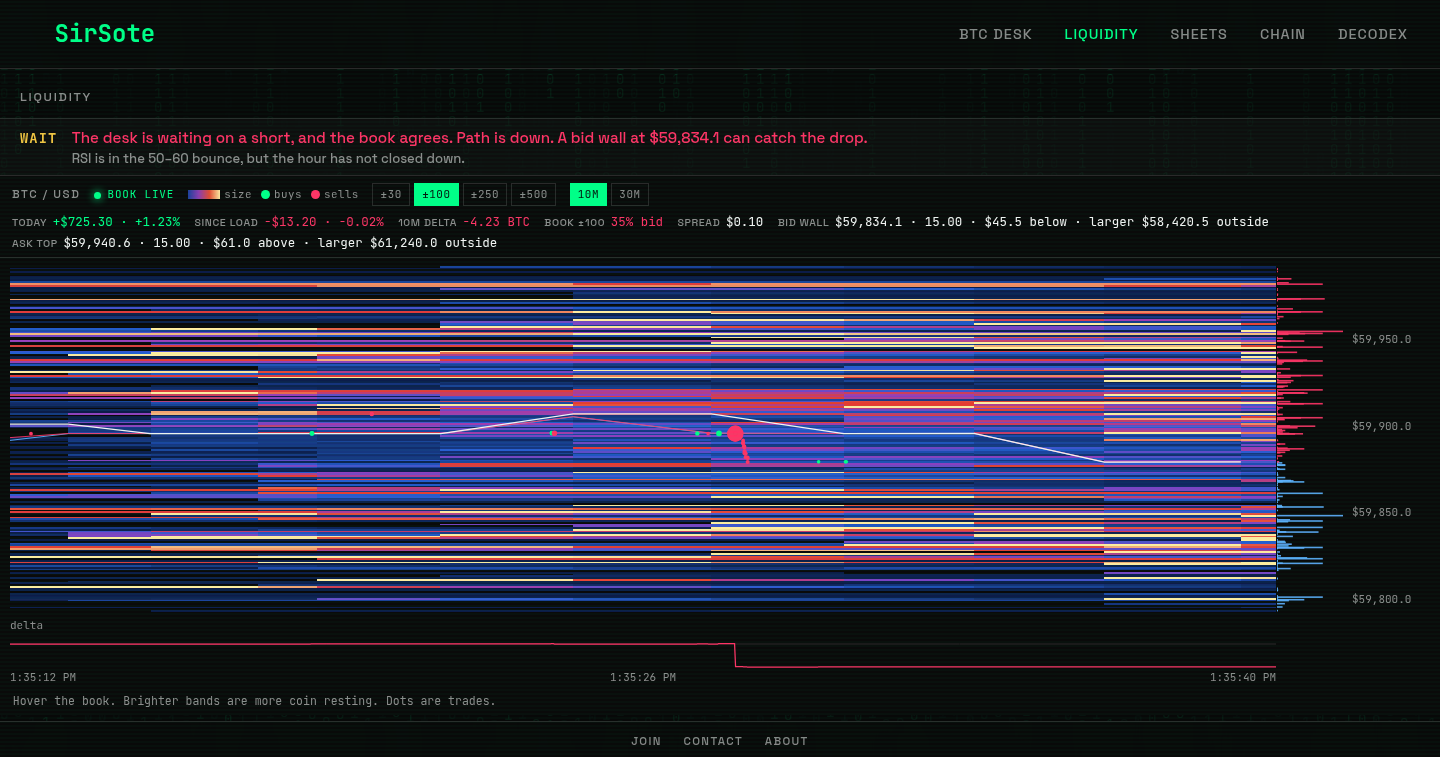 SirSote
BTC DESK LIQUIDITY SHEETS CHAIN DECODEX
LIQUIDITY
WAIT The desk is waiting on a short, and the book agrees. Path is down. A bid wall at $59,834.1 can catch the drop.
RSI is in the 50–60 bounce, but the hour has not closed down.
BTC / USD BOOK LIVE size buys sells ±30 ±100 ±250 ±500 10M 30M
TODAY +$725.30 · +1.23% SINCE LOAD -$13.20 · -0.02% 10M DELTA -4.23 BTC BOOK ±100 35% bid SPREAD $0.10 BID WALL $59,834.1 · 15.00 · $45.5 below · larger $58,420.5 outside
ASK TOP $59,940.6 · 15.00 · $61.0 above · larger $61,240.0 outside
$59,950.0
$59,900.0
$59,850.0
$59,800.0
delta
1:35:12 PM 1:35:26 PM 1:35:40 PM
Hover the book. Brighter bands are more coin resting. Dots are trades.
JOIN CONTACT ABOUT